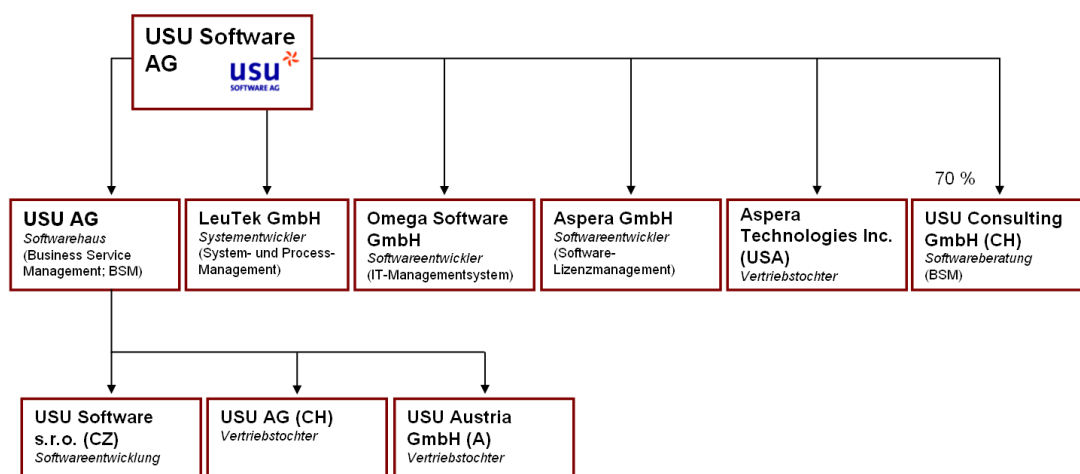 USU Software
AG
usu
SOFTWARE AG
70 %
USU AG
Softwarehaus
(Business Service
Management; BSM)
LeuTek GmbH
Systementwickler
(System- und Process-
Management)
Omega Software
GmbH
Softwareentwickler
(IT-Managementsystem)
Aspera GmbH
Softwareentwickler
(Software-
Lizenzmanagement)
Aspera
Technologies Inc.
(USA)
Vertriebstochter
USU Consulting
GmbH (CH)
Softwareberatung
(BSM)
USU Software
s.r.o. (CZ)
Softwareentwicklung
USU AG (CH)
Vertriebstochter
USU Austria
GmbH (A)
Vertriebstochter